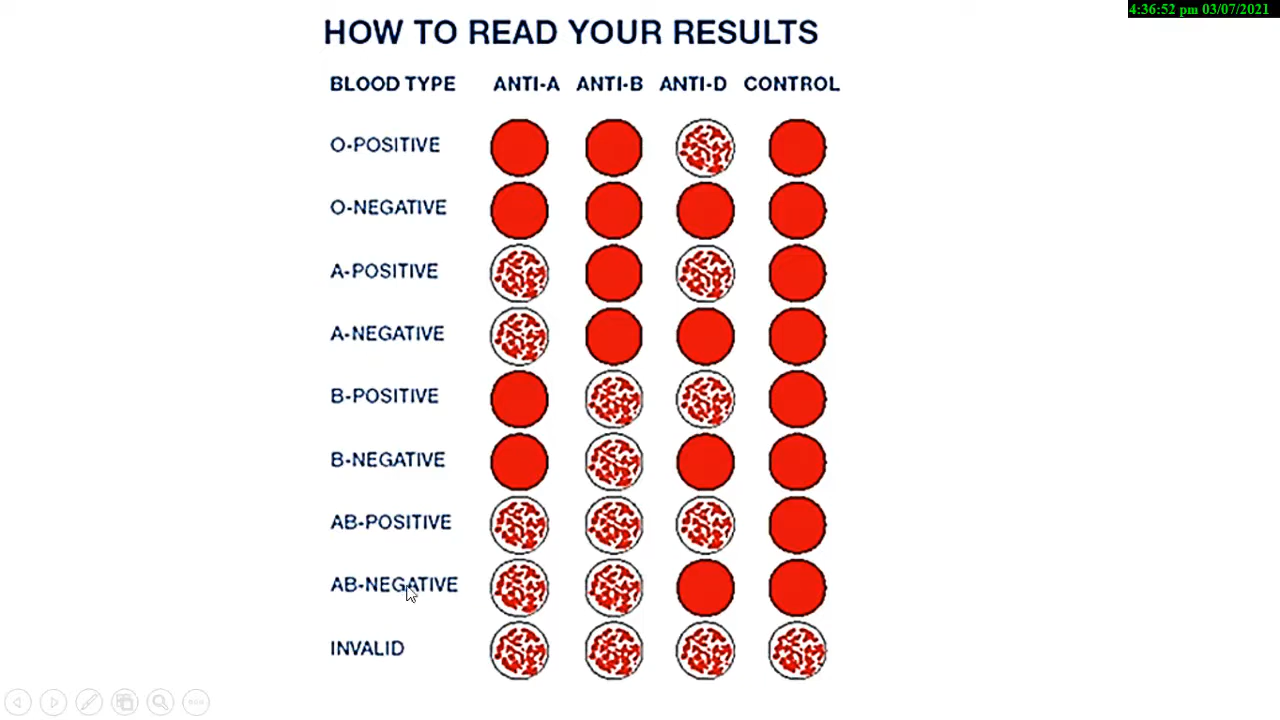 4:36:52 pm 03/07/2021
HOW TO READ YOUR RESULTS
BLOOD TYPE ANTI-A ANTI-B ANTI-D CONTROL
O-POSITIVE
O-NEGATIVE
A-POSITIVE
A-NEGATIVE
B-POSITIVE
B-NEGATIVE
AB-POSITIVE
AB-NEGATIVE
INVALID